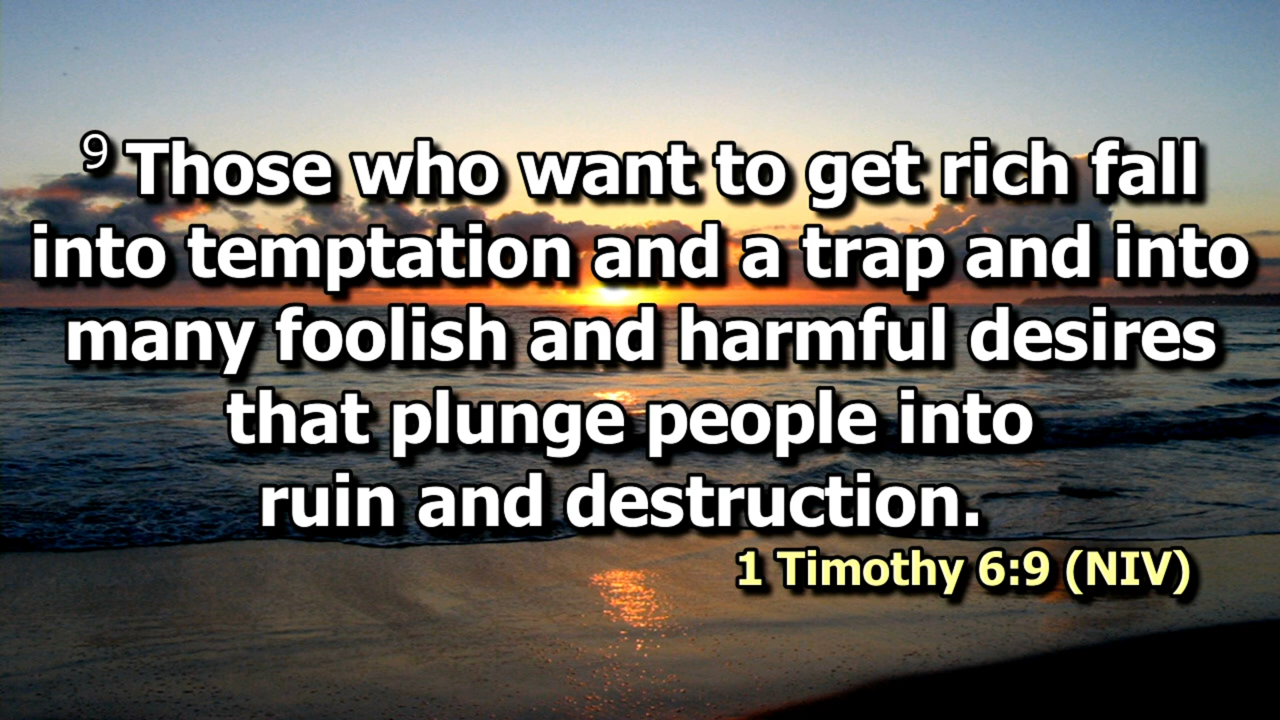 9 Those who want to get rich fall
into temptation and a trap and into
many foolish and harmful desires
that plunge people into
ruin and destruction.
1 Timothy 6:9 (NIV)